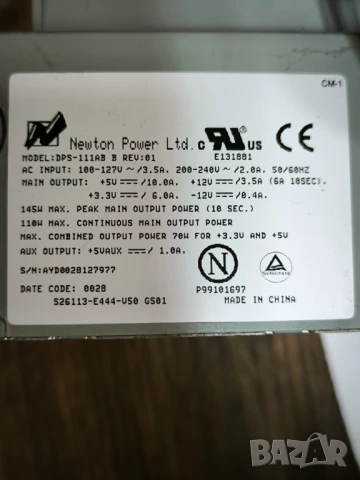 CM-1
Newton Power Ltd. c RU us CE
E131881
MODEL:DPS-111AB B REV:01
AC INPUT: 100-127V~/3.5A. 200-240V~/2.0A. 50/60HZ
MAIN OUTPUT: +5V⎓/10.0A. +12V⎓/3.5A (6A 10SEC).
+3.3V⎓/ 6.0A. -12V⎓/0.4A.
145W MAX. PEAK MAIN OUTPUT POWER (10 SEC.)
110W MAX. CONTINUOUS MAIN OUTPUT POWER
MAX. COMBINED OUTPUT POWER 70W FOR +3.3V AND +5V
AUX OUTPUT: +5VAUX⎓/ 1.0A.
S/N:AYD0028127977
N
DATE CODE: 0028
P99101697
S26113-E444-V50 GS01
MADE IN CHINA
bazar.bg